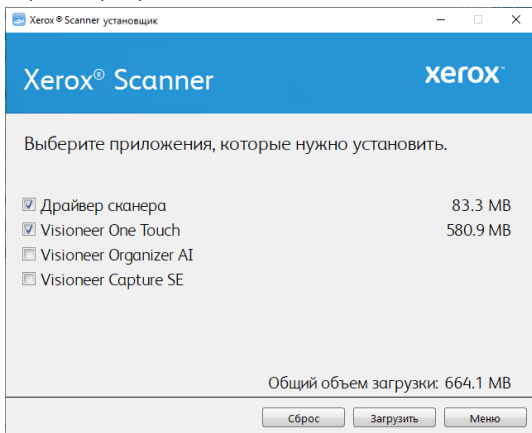 Xerox® Scanner установщик
Xerox® Scanner xerox™
Выберите приложения, которые нужно установить.
Драйвер сканера 83.3 MB
Visioneer One Touch 580.9 MB
Visioneer Organizer AI
Visioneer Capture SE
Общий объем загрузки: 664.1 MB
Сброс Загрузить Меню